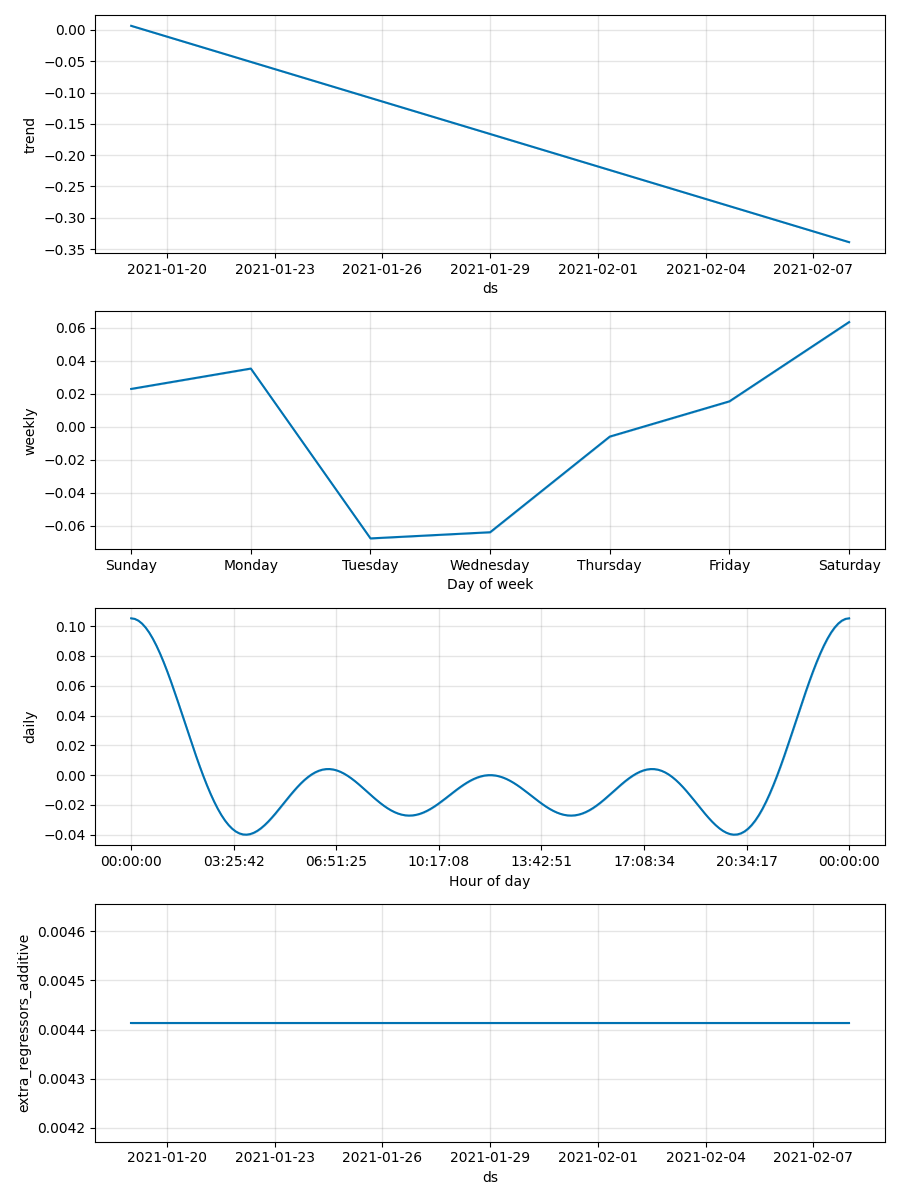 0.00
−0.05
−0.10
−0.15
−0.20
−0.25
−0.30
−0.35
trend
2021-01-20 2021-01-23 2021-01-26 2021-01-29 2021-02-01 2021-02-04 2021-02-07
ds
0.06
0.04
0.02
0.00
−0.02
−0.04
−0.06
weekly
Sunday Monday Tuesday Wednesday Thursday Friday Saturday
Day of week
0.10
0.08
0.06
0.04
0.02
0.00
−0.02
−0.04
daily
00:00:00 03:25:42 06:51:25 10:17:08 13:42:51 17:08:34 20:34:17 00:00:00
Hour of day
0.0046
0.0045
0.0044
0.0043
0.0042
extra_regressors_additive
2021-01-20 2021-01-23 2021-01-26 2021-01-29 2021-02-01 2021-02-04 2021-02-07
ds